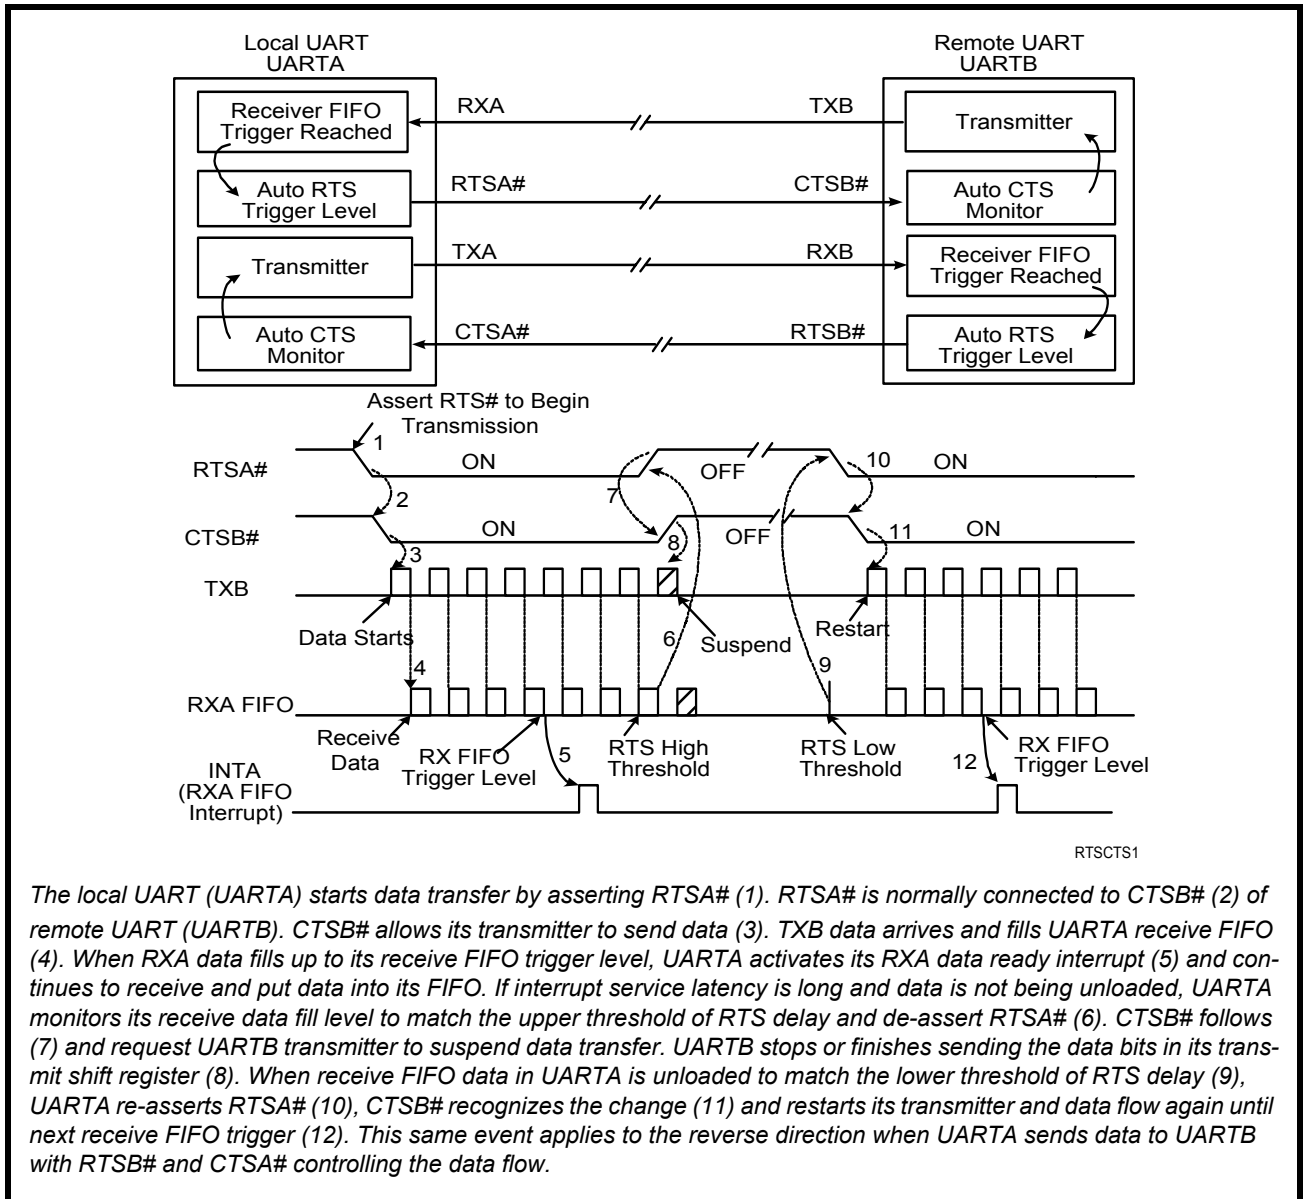 Local UART
UARTA
Remote UART
UARTB
Receiver FIFO
Trigger Reached
RXA
TXB
Transmitter
Auto RTS
Trigger Level
RTSA#
CTSB#
Auto CTS
Monitor
Transmitter
TXA
RXB
Receiver FIFO
Trigger Reached
Auto CTS
Monitor
CTSA#
RTSB#
Auto RTS
Trigger Level
Assert RTS# to Begin
Transmission
1
RTSA#
ON
OFF
10
ON
2
7
CTSB#
ON
OFF
11
ON
3
8
TXB
Data Starts
6
Suspend
Restart
4
9
RXA FIFO
Receive
Data
RX FIFO
Trigger Level
5
RTS High
Threshold
RTS Low
Threshold
12
RX FIFO
Trigger Level
INTA
(RXA FIFO
Interrupt)
RTSCTS1
The local UART (UARTA) starts data transfer by asserting RTSA# (1). RTSA# is normally connected to CTSB# (2) of
remote UART (UARTB). CTSB# allows its transmitter to send data (3). TXB data arrives and fills UARTA receive FIFO
(4). When RXA data fills up to its receive FIFO trigger level, UARTA activates its RXA data ready interrupt (5) and con-
tinues to receive and put data into its FIFO. If interrupt service latency is long and data is not being unloaded, UARTA
monitors its receive data fill level to match the upper threshold of RTS delay and de-assert RTSA# (6). CTSB# follows
(7) and request UARTB transmitter to suspend data transfer. UARTB stops or finishes sending the data bits in its trans-
mit shift register (8). When receive FIFO data in UARTA is unloaded to match the lower threshold of RTS delay (9),
UARTA re-asserts RTSA# (10), CTSB# recognizes the change (11) and restarts its transmitter and data flow again until
next receive FIFO trigger (12). This same event applies to the reverse direction when UARTA sends data to UARTB
with RTSB# and CTSA# controlling the data flow.